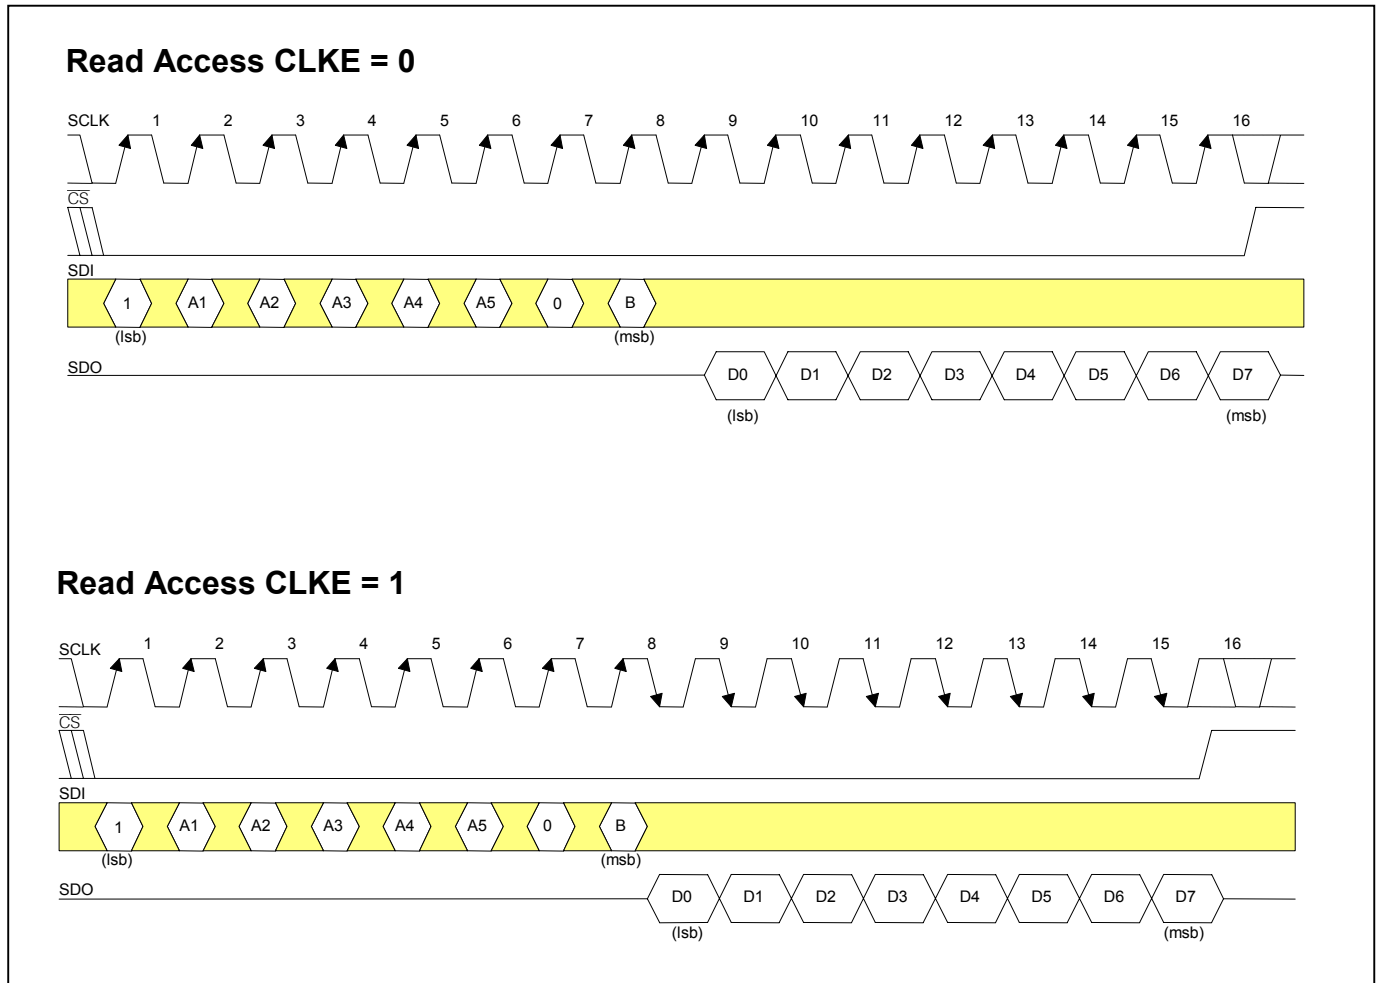 Read Access CLKE = 0
SCLK 1 2 3 4 5 6 7 8 9 10 11 12 13 14 15 16
CS
SDI
1 A1 A2 A3 A4 A5 0 B
(lsb) (msb)
SDO
D0 D1 D2 D3 D4 D5 D6 D7
(lsb) (msb)
Read Access CLKE = 1
SCLK 1 2 3 4 5 6 7 8 9 10 11 12 13 14 15 16
CS
SDI
1 A1 A2 A3 A4 A5 0 B
(lsb) (msb)
SDO
D0 D1 D2 D3 D4 D5 D6 D7
(lsb) (msb)